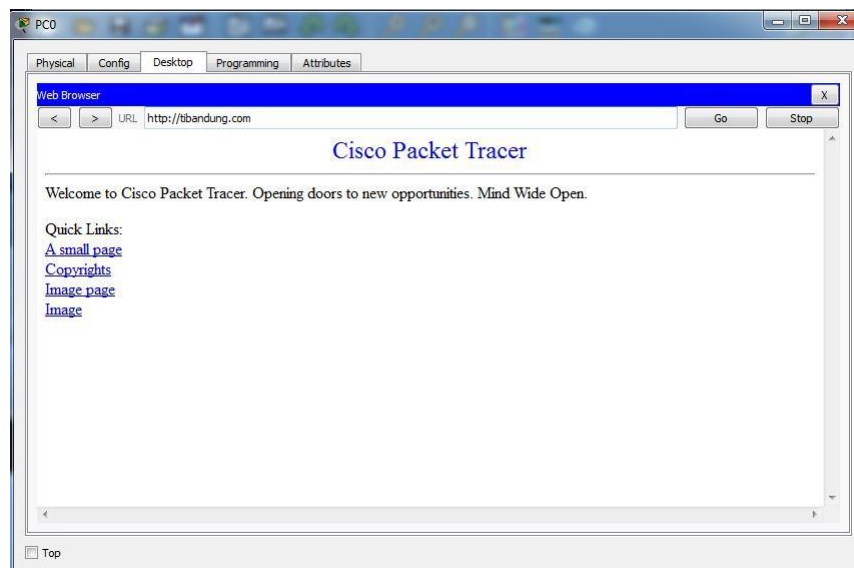 PC0
Physical Config Desktop Programming Attributes
Web Browser X
< > URL http://tibandung.com Go Stop
Cisco Packet Tracer
Welcome to Cisco Packet Tracer. Opening doors to new opportunities. Mind Wide Open.
Quick Links:
A small page
Copyrights
Image page
Image
Top